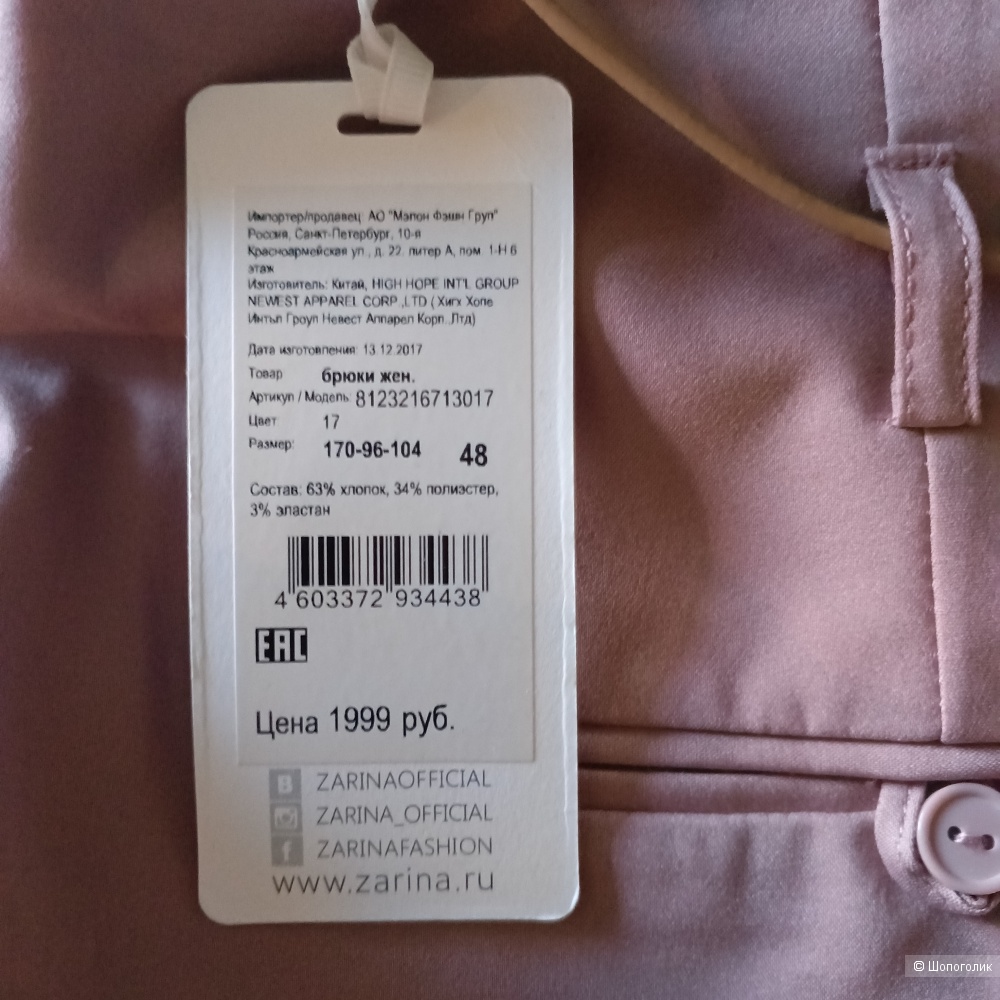 Импортер/продавец: АО "Мэлон Фэшн Груп"
Россия, Санкт-Петербург, 10-я
Красноармейская ул., д. 22. литер А, пом. 1-Н 6
этаж
Изготовитель: Китай, HIGH HOPE INT'L GROUP
NEWEST APPAREL CORP.,LTD ( Хигх Хопе
Интъл Гроуп Невест Аппарел Корп.,Лтд)
Дата изготовления: 13.12.2017
Товар брюки жен.
Артикул / Модель: 8123216713017
Цвет 17
Размер: 170-96-104 48
Состав: 63% хлопок, 34% полиэстер,
3% эластан
4 603372 934438
EAC
Цена 1999 руб.
B ZARINAOFFICIAL
ZARINA_OFFICIAL
f ZARINAFASHION
www.zarina.ru
© Шопоголик